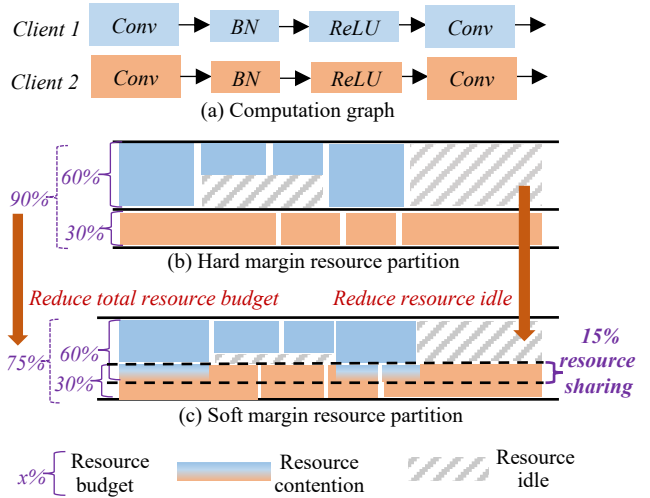 Client 1 Conv BN ReLU Conv
Client 2 Conv BN ReLU Conv
(a) Computation graph
90% 60%
30%
(b) Hard margin resource partition
Reduce total resource budget Reduce resource idle
75% 60%
30%
15%
resource
sharing
(c) Soft margin resource partition
x% Resource
budget
Resource
contention
Resource
idle